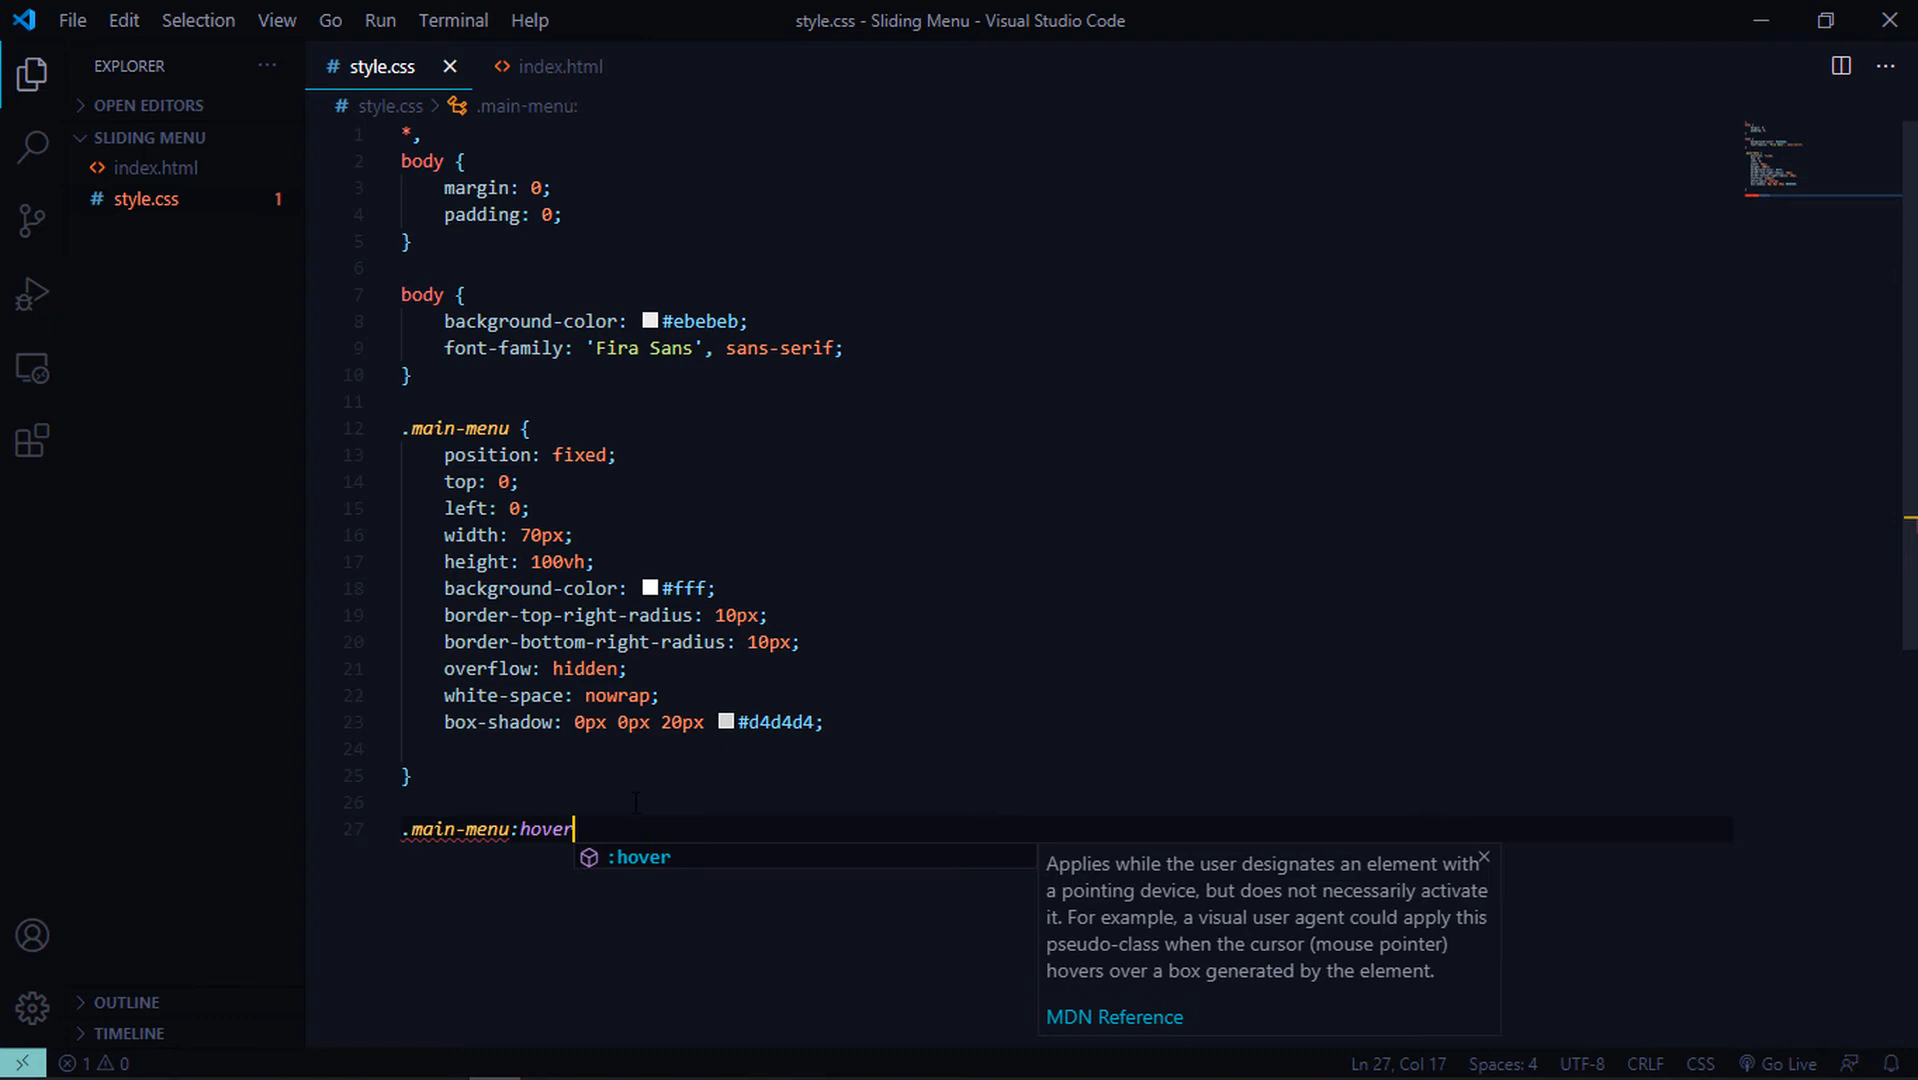 File Edit Selection View Go Run Terminal Help
style.css - Sliding Menu - Visual Studio Code
EXPLORER
OPEN EDITORS
SLIDING MENU
<> index.html
# style.css 1
OUTLINE
TIMELINE
# style.css
<> index.html
# style.css > .main-menu:
1 *,
2 body {
3 margin: 0;
4 padding: 0;
5 }
6
7 body {
8 background-color: #ebebeb;
9 font-family: 'Fira Sans', sans-serif;
10 }
11
12 .main-menu {
13 position: fixed;
14 top: 0;
15 left: 0;
16 width: 70px;
17 height: 100vh;
18 background-color: #fff;
19 border-top-right-radius: 10px;
20 border-bottom-right-radius: 10px;
21 overflow: hidden;
22 white-space: nowrap;
23 box-shadow: 0px 0px 20px #d4d4d4;
24
25 }
26
27 .main-menu:hover
:hover
Applies while the user designates an element with
a pointing device, but does not necessarily activate
it. For example, a visual user agent could apply this
pseudo-class when the cursor (mouse pointer)
hovers over a box generated by the element.
MDN Reference
1 0
Ln 27, Col 17 Spaces: 4 UTF-8 CRLF CSS Go Live